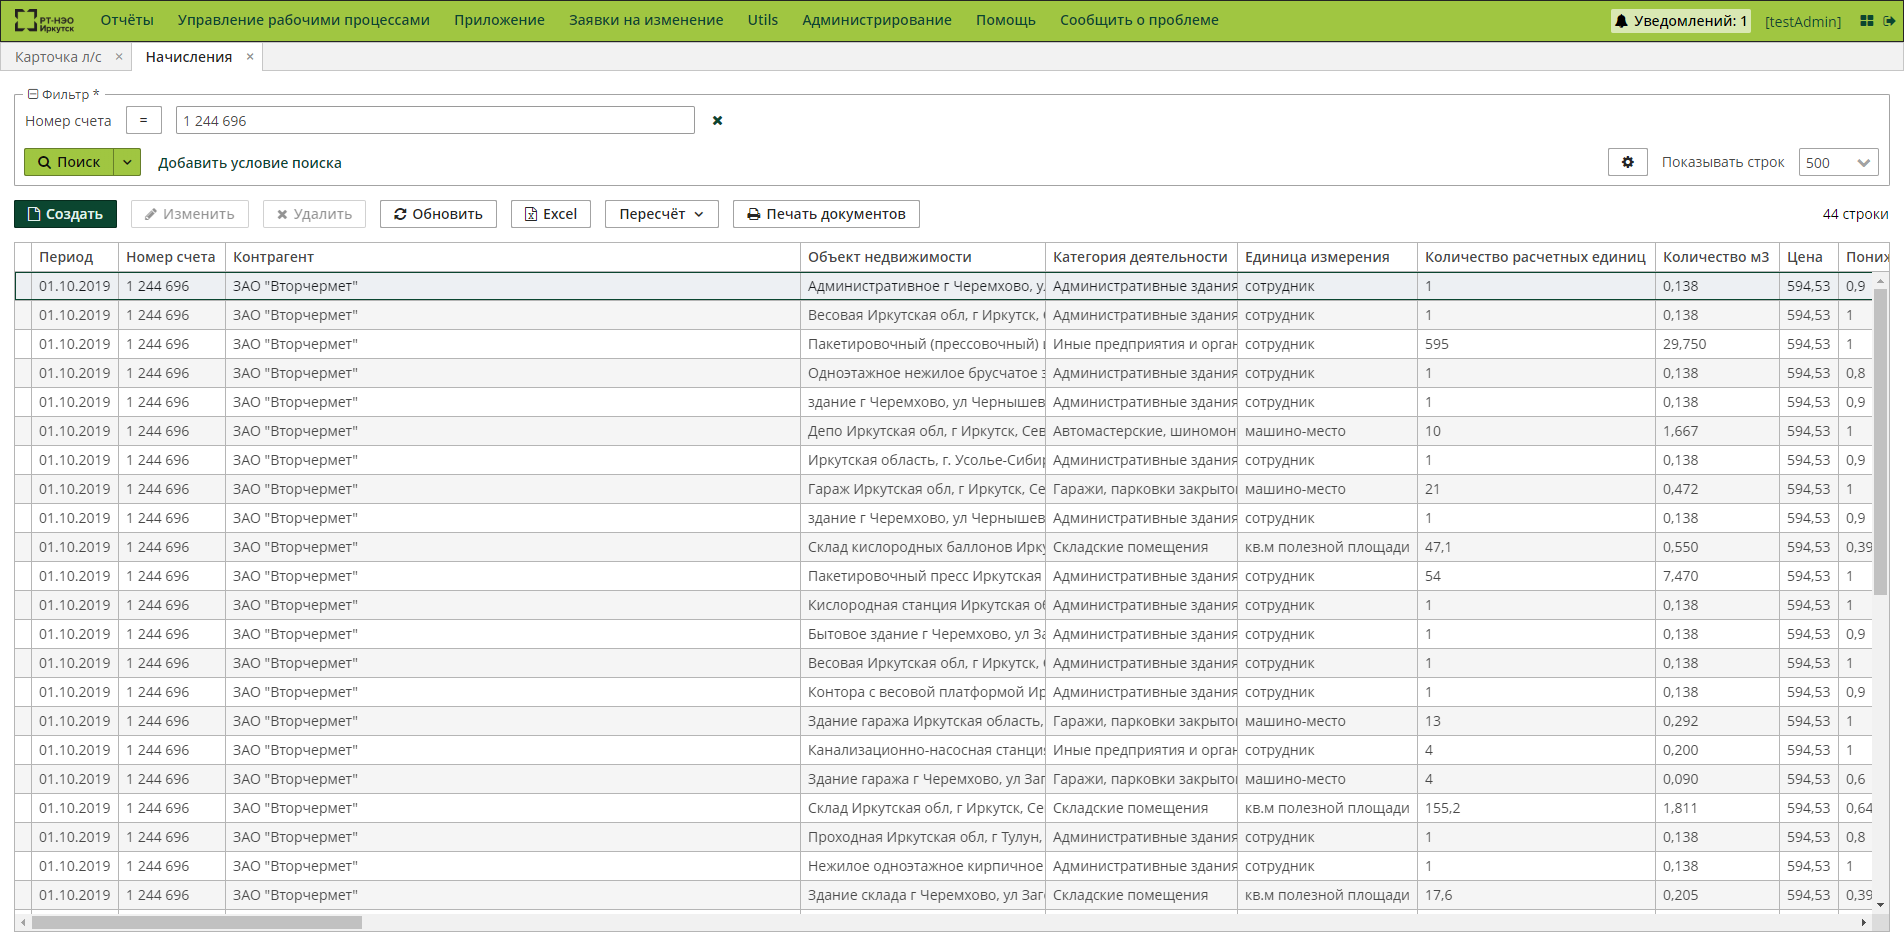 РТ-НЭО Иркутск Отчёты Управление рабочими процессами Приложение Заявки на изменение Utils Администрирование Помощь Сообщить о проблеме Уведомлений: 1 [testAdmin]
Карточка л/с × Начисления ×
Фильтр *
Номер счета = 1 244 696
Поиск Добавить условие поиска Показывать строк 500
Создать Изменить Удалить Обновить Excel Пересчёт Печать документов 44 строки
Период Номер счета Контрагент Объект недвижимости Категория деятельности Единица измерения Количество расчетных единиц Количество м3 Цена Пони
01.10.2019 1 244 696 ЗАО "Вторчермет" Административное г Черемхово, у Административные здания сотрудник 1 0,138 594,53 0,9
01.10.2019 1 244 696 ЗАО "Вторчермет" Весовая Иркутская обл, г Иркутск, Административные здания сотрудник 1 0,138 594,53 1
01.10.2019 1 244 696 ЗАО "Вторчермет" Пакетировочный (прессовочный) Иные предприятия и орган сотрудник 595 29,750 594,53 1
01.10.2019 1 244 696 ЗАО "Вторчермет" Одноэтажное нежилое брусчатое з Административные здания сотрудник 1 0,138 594,53 0,8
01.10.2019 1 244 696 ЗАО "Вторчермет" здание г Черемхово, ул Чернышев Административные здания сотрудник 1 0,138 594,53 0,9
01.10.2019 1 244 696 ЗАО "Вторчермет" Депо Иркутская обл, г Иркутск, Сев Автомастерские, шиномон машино-место 10 1,667 594,53 1
01.10.2019 1 244 696 ЗАО "Вторчермет" Иркутская область, г. Усолье-Сибир Административные здания сотрудник 1 0,138 594,53 0,9
01.10.2019 1 244 696 ЗАО "Вторчермет" Гараж Иркутская обл, г Иркутск, Се Гаражи, парковки закрыто машино-место 21 0,472 594,53 1
01.10.2019 1 244 696 ЗАО "Вторчермет" здание г Черемхово, ул Чернышев Административные здания сотрудник 1 0,138 594,53 0,9
01.10.2019 1 244 696 ЗАО "Вторчермет" Склад кислородных баллонов Ирку Складские помещения кв.м полезной площади 47,1 0,550 594,53 0,39
01.10.2019 1 244 696 ЗАО "Вторчермет" Пакетировочный пресс Иркутская Административные здания сотрудник 54 7,470 594,53 1
01.10.2019 1 244 696 ЗАО "Вторчермет" Кислородная станция Иркутская об Административные здания сотрудник 1 0,138 594,53 1
01.10.2019 1 244 696 ЗАО "Вторчермет" Бытовое здание г Черемхово, ул За Административные здания сотрудник 1 0,138 594,53 0,9
01.10.2019 1 244 696 ЗАО "Вторчермет" Весовая Иркутская обл, г Иркутск, Административные здания сотрудник 1 0,138 594,53 1
01.10.2019 1 244 696 ЗАО "Вторчермет" Контора с весовой платформой Ир Административные здания сотрудник 1 0,138 594,53 0,9
01.10.2019 1 244 696 ЗАО "Вторчермет" Здание гаража Иркутская область, Гаражи, парковки закрыто машино-место 13 0,292 594,53 1
01.10.2019 1 244 696 ЗАО "Вторчермет" Канализационно-насосная станция Иные предприятия и орган сотрудник 4 0,200 594,53 1
01.10.2019 1 244 696 ЗАО "Вторчермет" Здание гаража г Черемхово, ул Заг Гаражи, парковки закрыто машино-место 4 0,090 594,53 0,6
01.10.2019 1 244 696 ЗАО "Вторчермет" Склад Иркутская обл, г Иркутск, Се Складские помещения кв.м полезной площади 155,2 1,811 594,53 0,64
01.10.2019 1 244 696 ЗАО "Вторчермет" Проходная Иркутская обл, г Тулун, Административные здания сотрудник 1 0,138 594,53 0,8
01.10.2019 1 244 696 ЗАО "Вторчермет" Нежилое одноэтажное кирпичное Административные здания сотрудник 1 0,138 594,53 1
01.10.2019 1 244 696 ЗАО "Вторчермет" Здание склада г Черемхово, ул Заг Складские помещения кв.м полезной площади 17,6 0,205 594,53 0,39